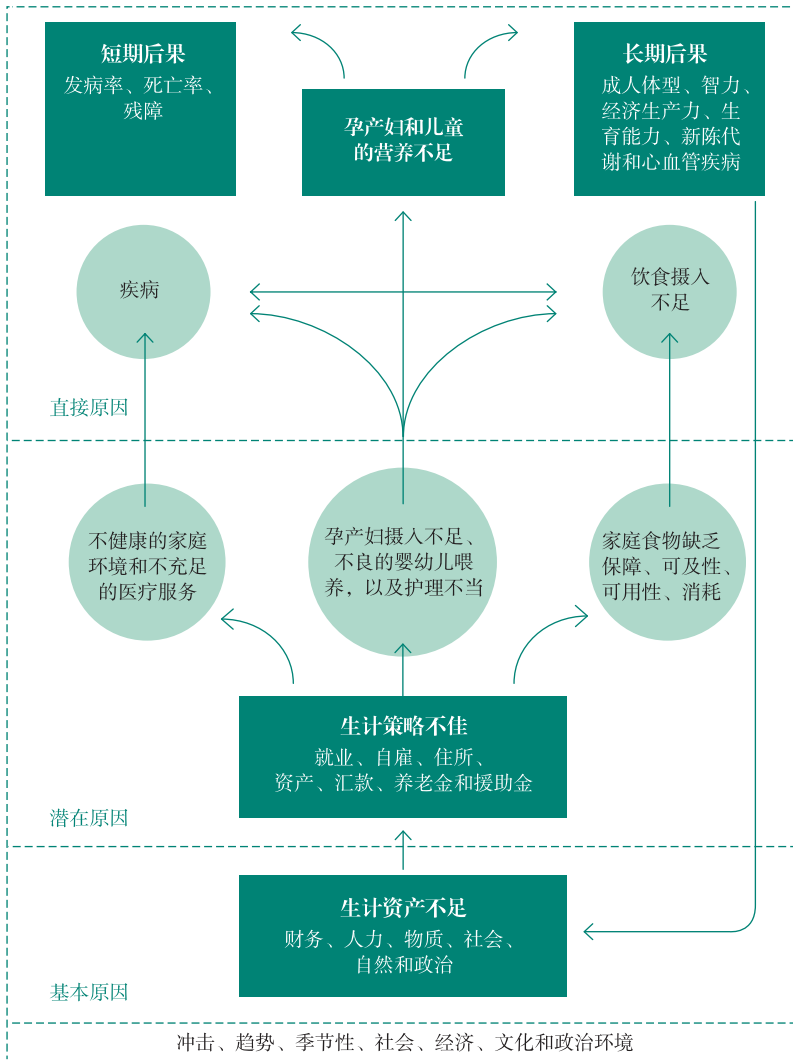 短期后果
发病率、死亡率、
残障
孕产妇和儿童
的营养不足
长期后果
成人体型、智力、
经济生产力、生
育能力、新陈代
谢和心血管疾病
疾病
饮食摄入
不足
直接原因
不健康的家庭
环境和不充足
的医疗服务
孕产妇摄入不足、
不良的婴幼儿喂
养，以及护理不当
家庭食物缺乏
保障、可及性、
可用性、消耗
生计策略不佳
就业、自雇、住所、
资产、汇款、养老金和援助金
潜在原因
生计资产不足
财务、人力、物质、社会、
自然和政治
基本原因
冲击、趋势、季节性、社会、经济、文化和政治环境